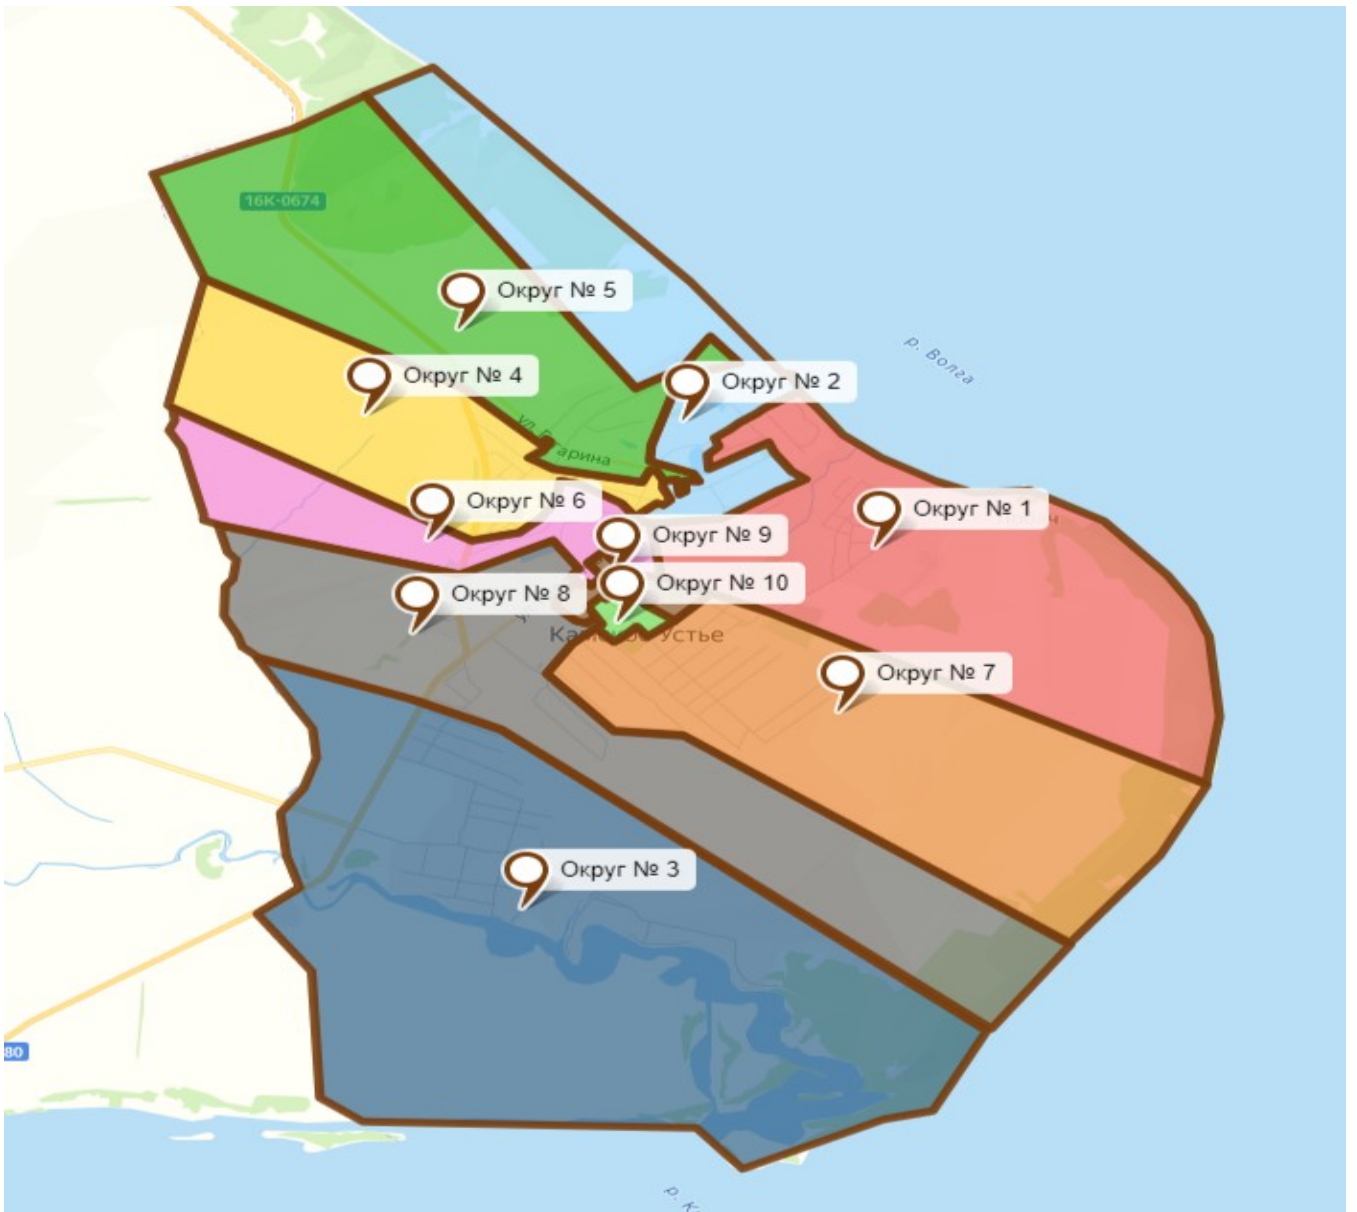 16К-0674
Округ № 5
р. Волга
Округ № 4
Округ № 2
ул. Гагарина
Округ № 6
Округ № 1
Округ № 9
Округ № 10
Округ № 8
Устье
Округ № 7
Округ № 3
80
р.